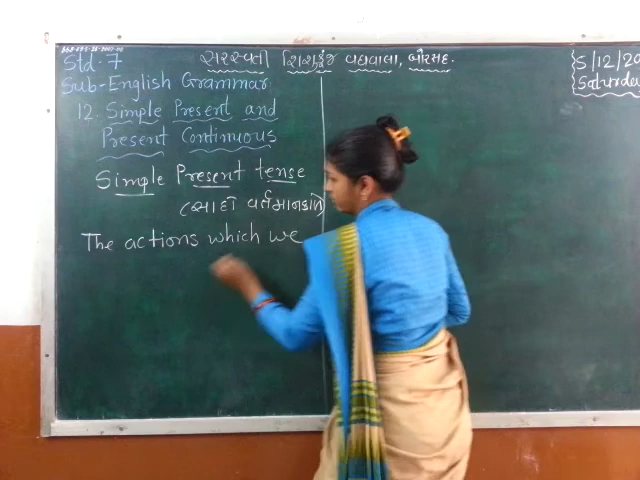 Std. 7
સરસ્વતી શિશુકુંજ વઘવાલા, બોરસદ.
5/12/20
Saturday
Sub-English Grammar
12 Simple Present and
Present Continuous
Simple Present tense
(સાદો વર્તમાનકાળ)
The actions which we